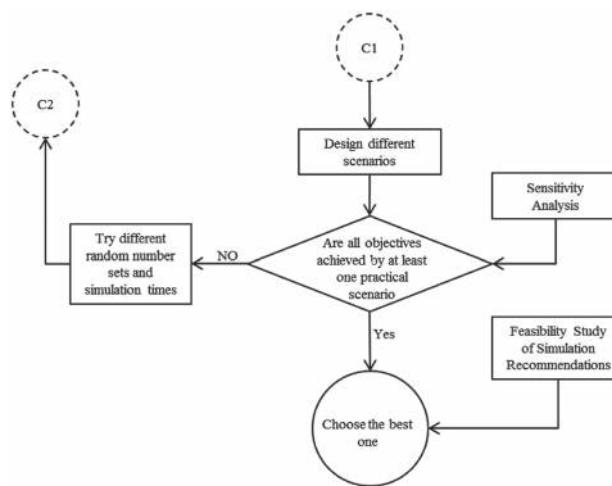 C1
C2
Design different
scenarios
Sensitivity
Analysis
Try different
random number
sets and
simulation times
NO
Are all objectives
achieved by at least
one practical
scenario
Yes
Feasibility Study
of Simulation
Recommendations
Choose the best
one